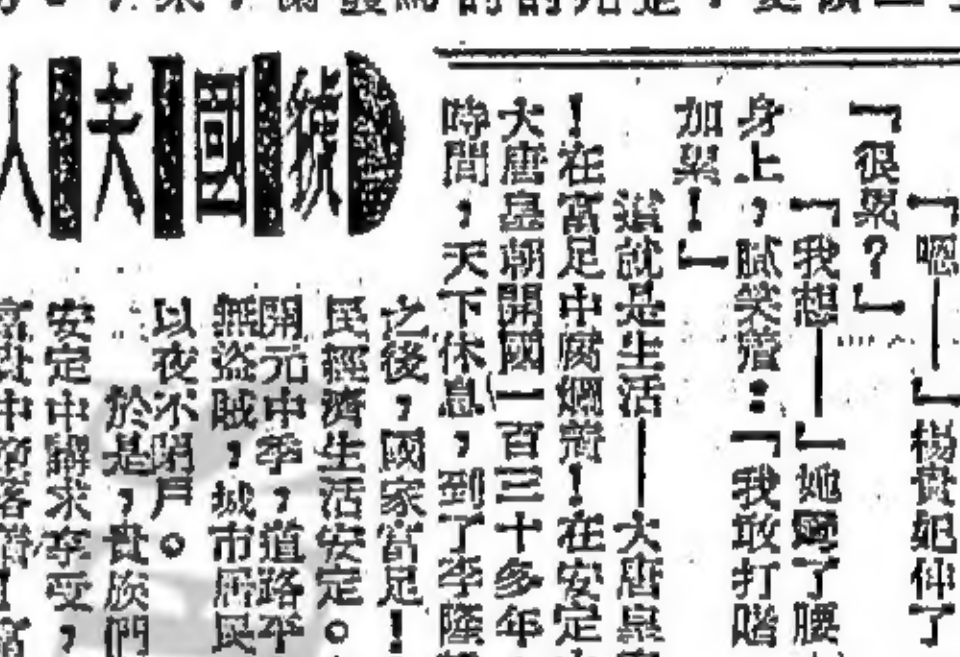 「嗯——」楊貴妃伸了
「很累？」
「我想——」她彎了腰
身上，膩笑着：「我敢打賭
加累！」
這就是生活——大唐皇
！在富足中腐爛着！在安定
大唐皇朝開國一百三十多年
時間，天下休息，到了李隆
虢國夫人
之後，國家富足！
民經濟生活安定。
開元中季，道路平
無盜賊，城市居民
以夜不閉戶。
於是，貴族們
安定中講求享受，